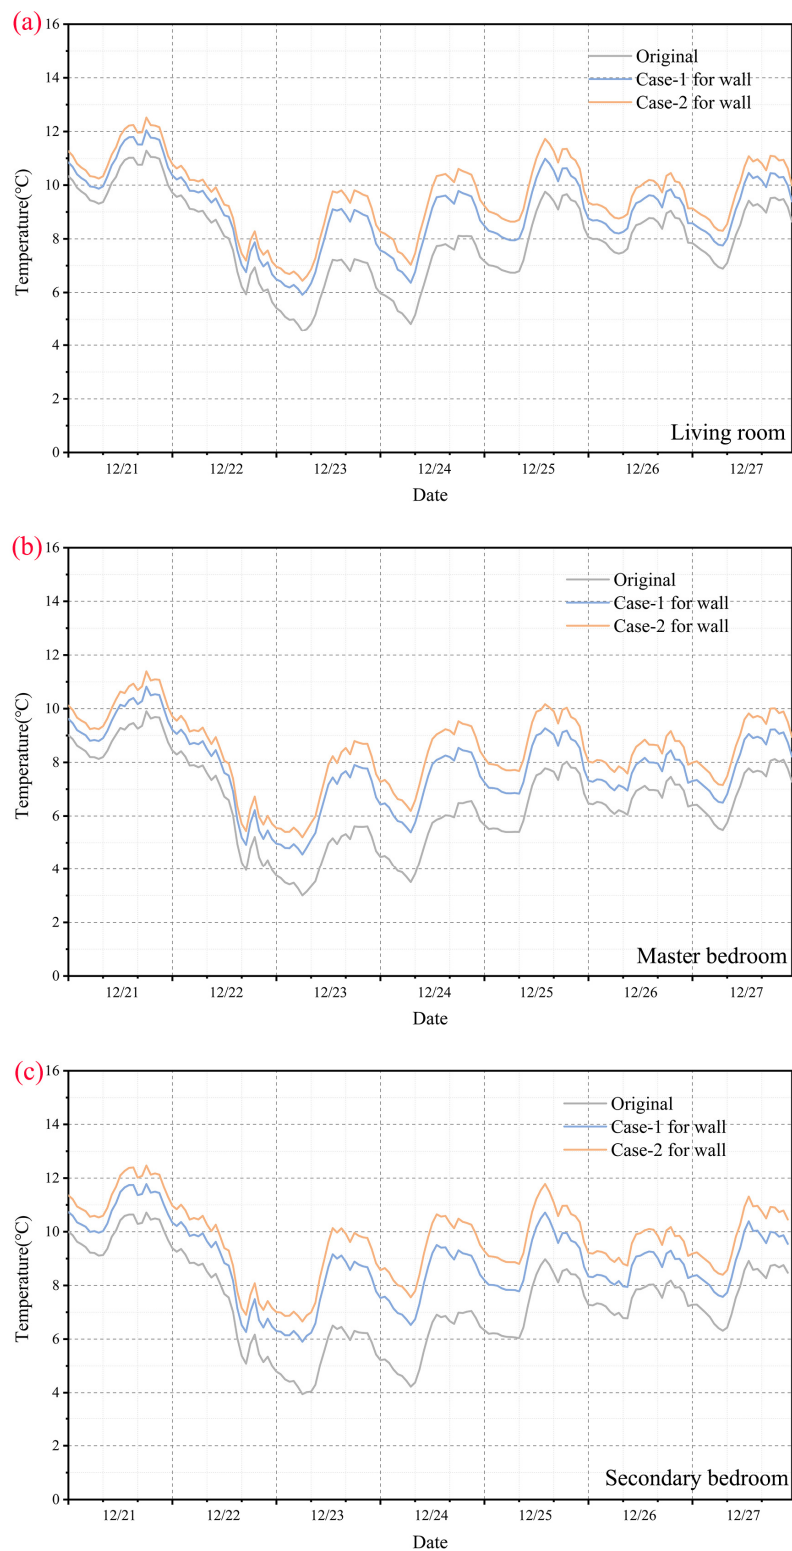 (a)
16
14
12
10
8
6
4
2
0
Temperature(℃)
Original
Case-1 for wall
Case-2 for wall
Living room
12/21 12/22 12/23 12/24 12/25 12/26 12/27
Date
(b)
16
14
12
10
8
6
4
2
0
Temperature(℃)
Original
Case-1 for wall
Case-2 for wall
Master bedroom
12/21 12/22 12/23 12/24 12/25 12/26 12/27
Date
(c)
16
14
12
10
8
6
4
2
0
Temperature(℃)
Original
Case-1 for wall
Case-2 for wall
Secondary bedroom
12/21 12/22 12/23 12/24 12/25 12/26 12/27
Date